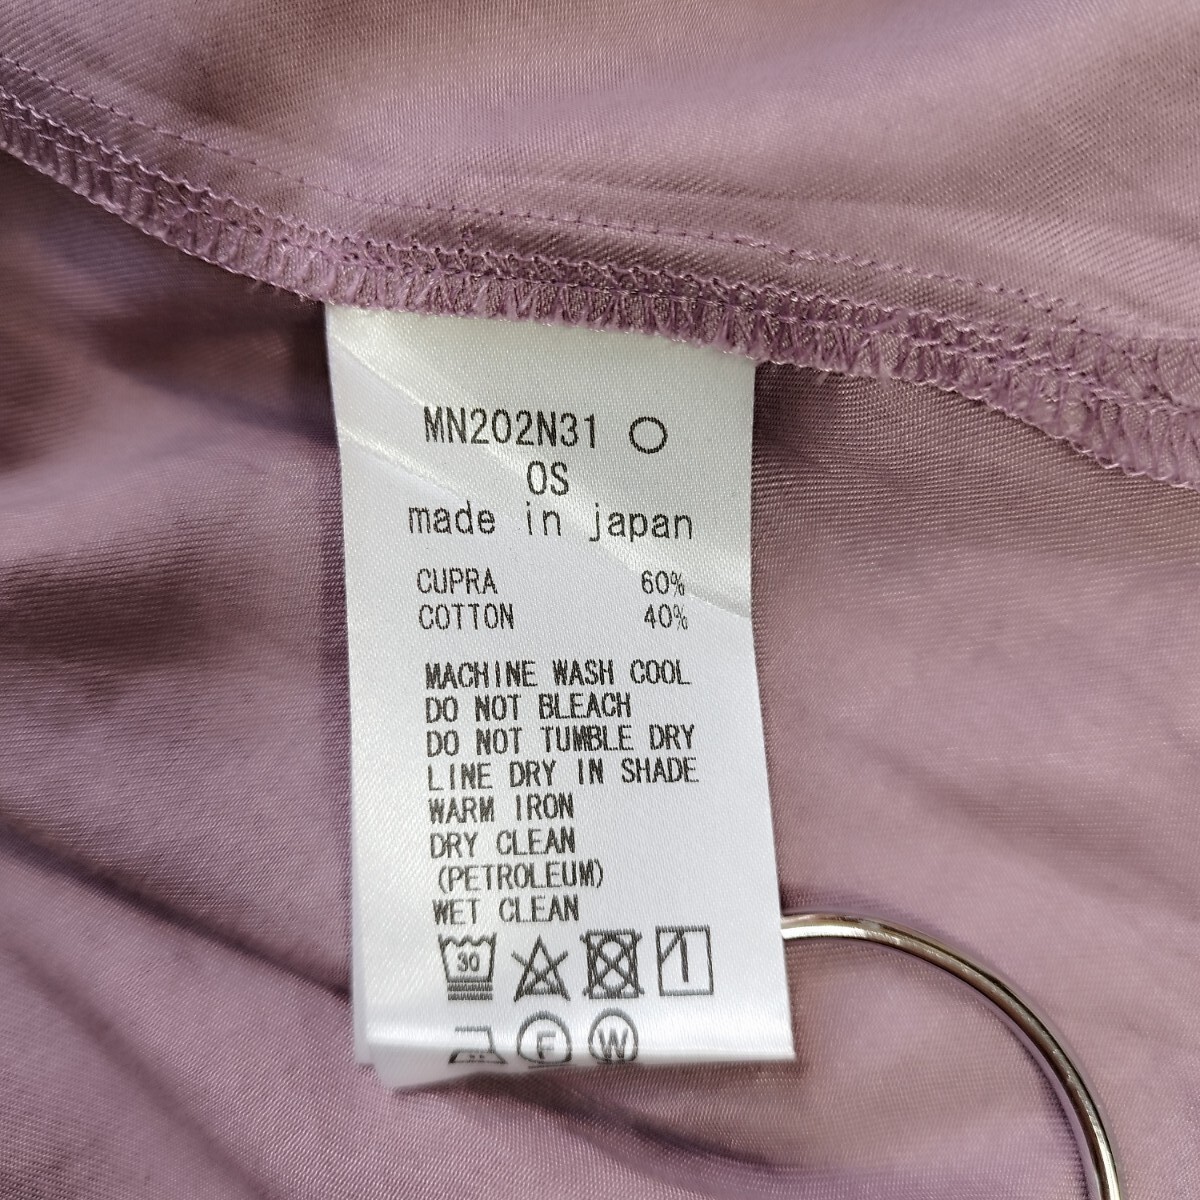 MN202N31 ○
OS
made in japan
CUPRA 60%
COTTON 40%
MACHINE WASH COOL
DO NOT BLEACH
DO NOT TUMBLE DRY
LINE DRY IN SHADE
WARM IRON
DRY CLEAN
(PETROLEUM)
WET CLEAN
30
F W